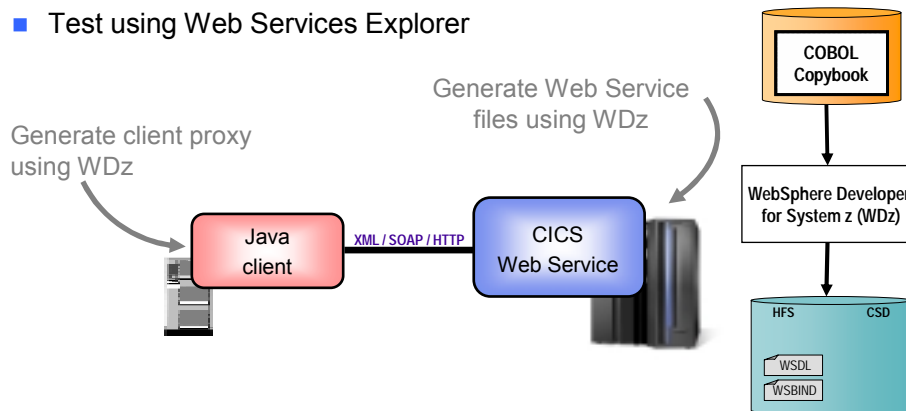 Test using Web Services Explorer
Generate client proxy
using WDz
Generate Web Service
files using WDz
Java
client
XML / SOAP / HTTP
CICS
Web Service
COBOL
Copybook
WebSphere Developer
for System z (WDz)
HFS CSD
WSDL
WSBIND